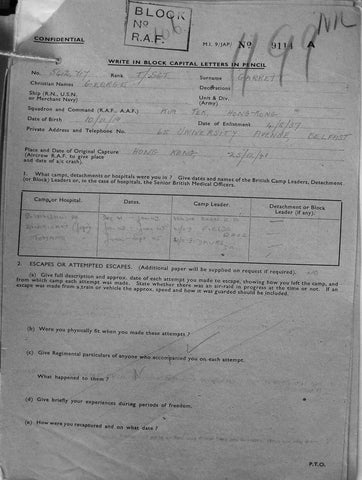 BLOCK
No
R.A.F.
CONFIDENTIAL
M.I. 9/JAP/ No 9114 A
WRITE IN BLOCK CAPITAL LETTERS IN PENCIL
No. Rank T/SGT Surname GARRETT
Christian Names GEORGE Decorations
Ship (R.N., U.S.N. or Merchant Navy) Unit & Div. (Army)
Squadron and Command (R.A.F., A.A.F.) KAI TEK, HONG KONG
Date of Birth Date of Enlistment
Private Address and Telephone No. UNIVERSITY AVENUE BELFAST
Place and Date of Original Capture HONG KONG. 25/12/41
(Aircrew R.A.F. to give place and date of a/c crash).
1. What camps, detachments or hospitals were you in? Give dates and names of the British Camp Leaders, Detachment
(or Block) Leaders or, in the case of hospitals, the Senior British Medical Officers.
Camp or Hospital. Dates. Camp Leader. Detachment or Block Leader (if any).
2. ESCAPES OR ATTEMPTED ESCAPES. (Additional paper will be supplied on request if required). NO
(a) Give full description and approx. date of each attempt you made to escape, showing how you left the camp, and
from which camp each attempt was made. State whether there was an air-raid in progress at the time or not. If an
escape was made from a train or vehicle the approx. speed and how it was guarded should be included.
(b) Were you physically fit when you made these attempts?
(c) Give Regimental particulars of anyone who accompanied you on each attempt.
What happened to them?
(d) Give briefly your experiences during periods of freedom.
(e) How were you recaptured and on what date?
P.T.O.